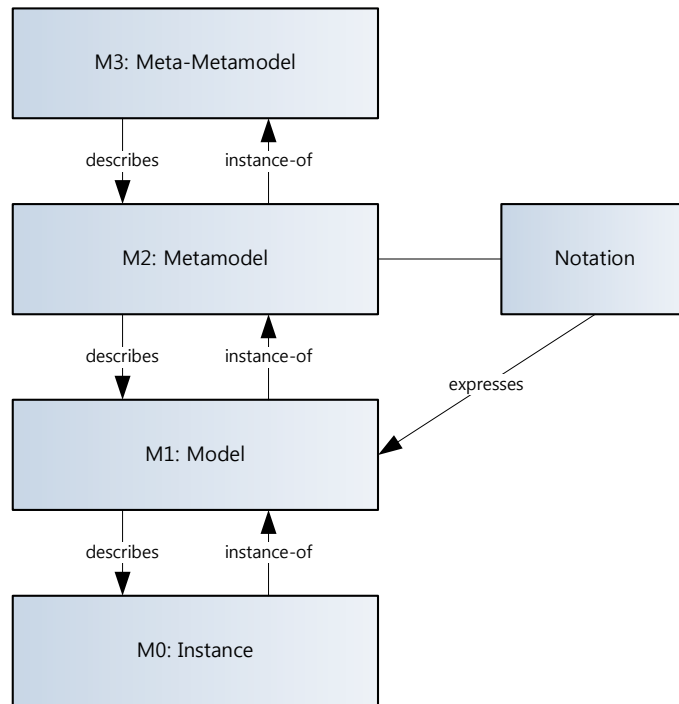 M3: Meta-Metamodel
describes
instance-of
M2: Metamodel
Notation
describes
instance-of
expresses
M1: Model
describes
instance-of
M0: Instance